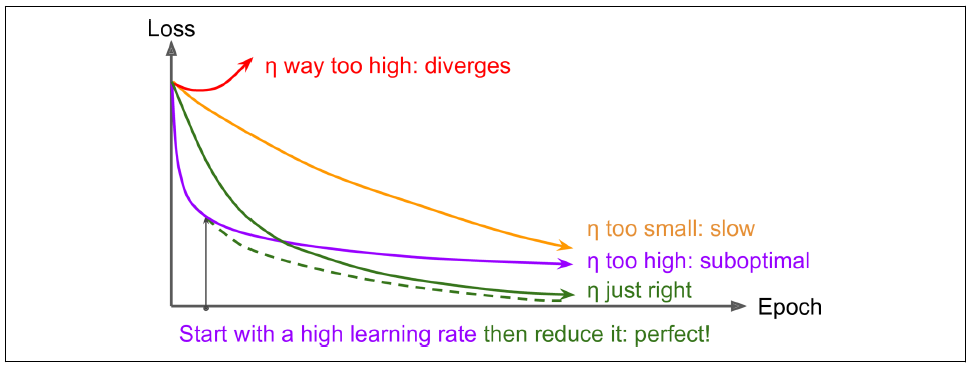 Loss
η way too high: diverges
η too small: slow
η too high: suboptimal
η just right
Epoch
Start with a high learning rate then reduce it: perfect!